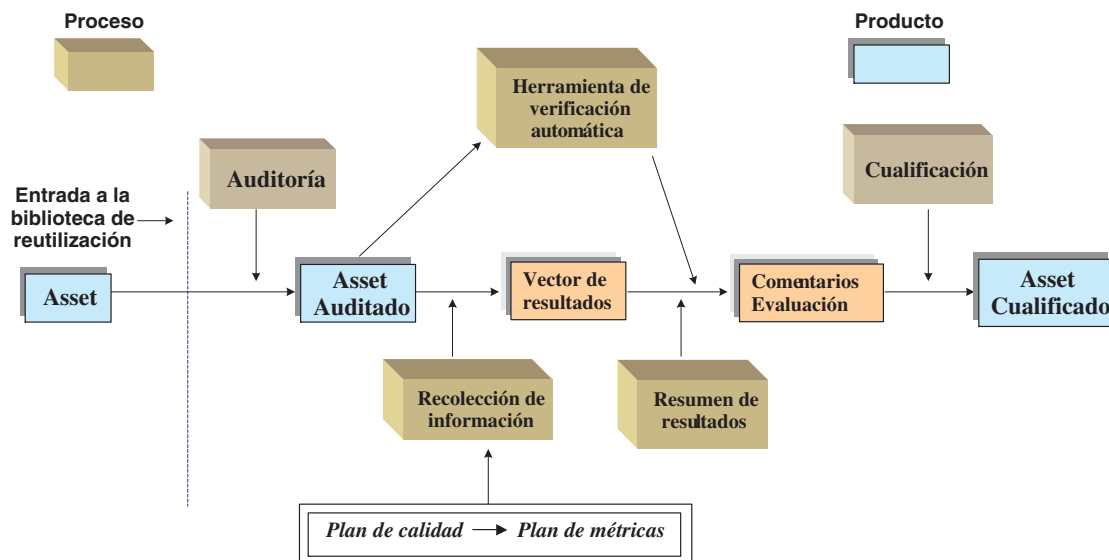 Proceso
Producto
Herramienta de
verificación
automática
Auditoría
Cualificación
Entrada a la
biblioteca de
reutilización
Asset
Asset
Auditado
Vector de
resultados
Comentarios
Evaluación
Asset
Cualificado
Recolección de
información
Resumen de
resultados
Plan de calidad
Plan de métricas